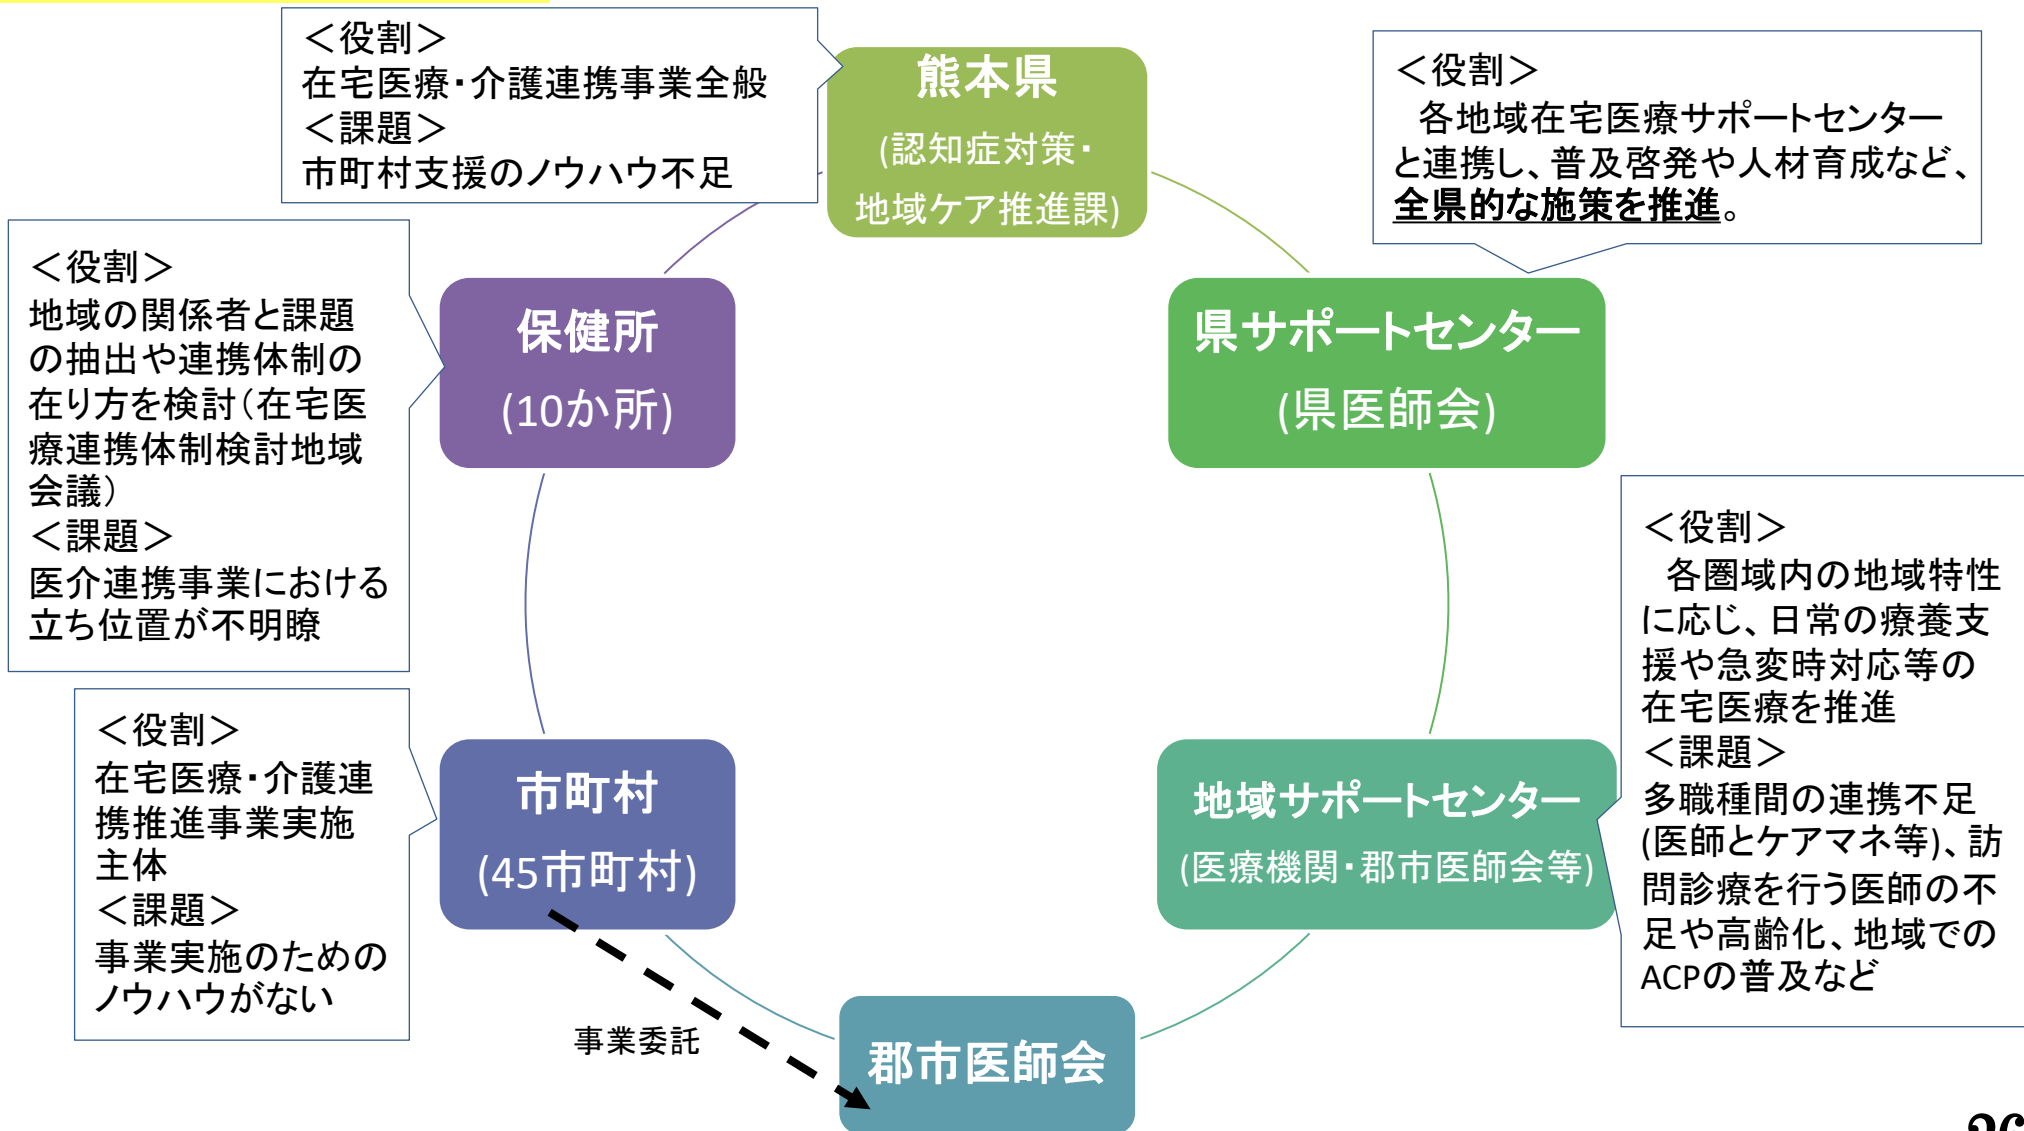 ＜役割＞
在宅医療・介護連携事業全般
＜課題＞
市町村支援のノウハウ不足
熊本県
(認知症対策・
地域ケア推進課)
＜役割＞
各地域在宅医療サポートセンター
と連携し、普及啓発や人材育成など、
全県的な施策を推進。
＜役割＞
地域の関係者と課題
の抽出や連携体制の
在り方を検討（在宅医
療連携体制検討地域
会議）
＜課題＞
医介連携事業における
立ち位置が不明瞭
保健所
(10か所)
県サポートセンター
(県医師会)
＜役割＞
各圏域内の地域特性
に応じ、日常の療養支
援や急変時対応等の
在宅医療を推進
＜課題＞
多職種間の連携不足
(医師とケアマネ等)、訪
問診療を行う医師の不
足や高齢化、地域での
ACPの普及など
＜役割＞
在宅医療・介護連
携推進事業実施
主体
＜課題＞
事業実施のための
ノウハウがない
市町村
(45市町村)
地域サポートセンター
(医療機関・郡市医師会等)
事業委託
郡市医師会